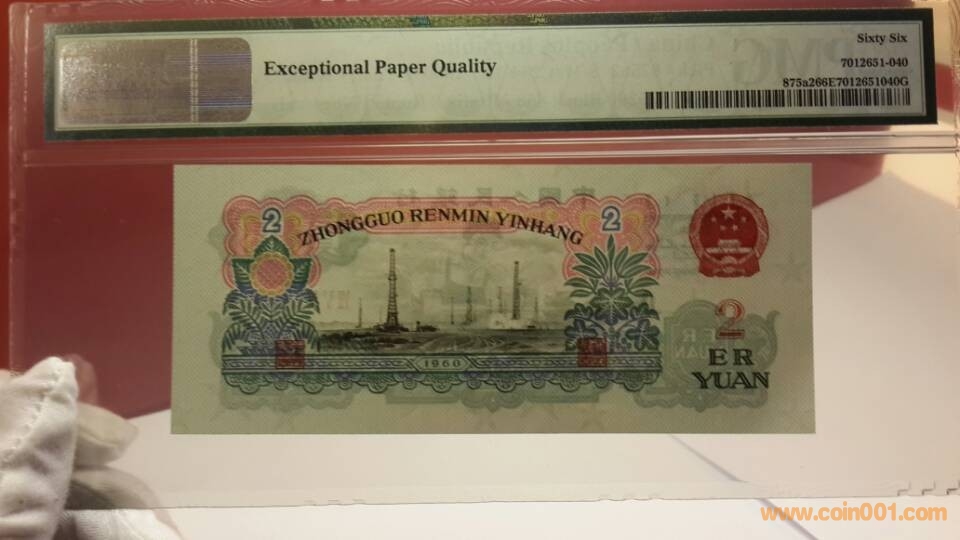 Sixty Six
Exceptional Paper Quality
7012651-040
875a266E7012651040G
2
2
ZHONGGUO RENMIN YINHANG
2
1960
ER
YUAN
www.coin001.com